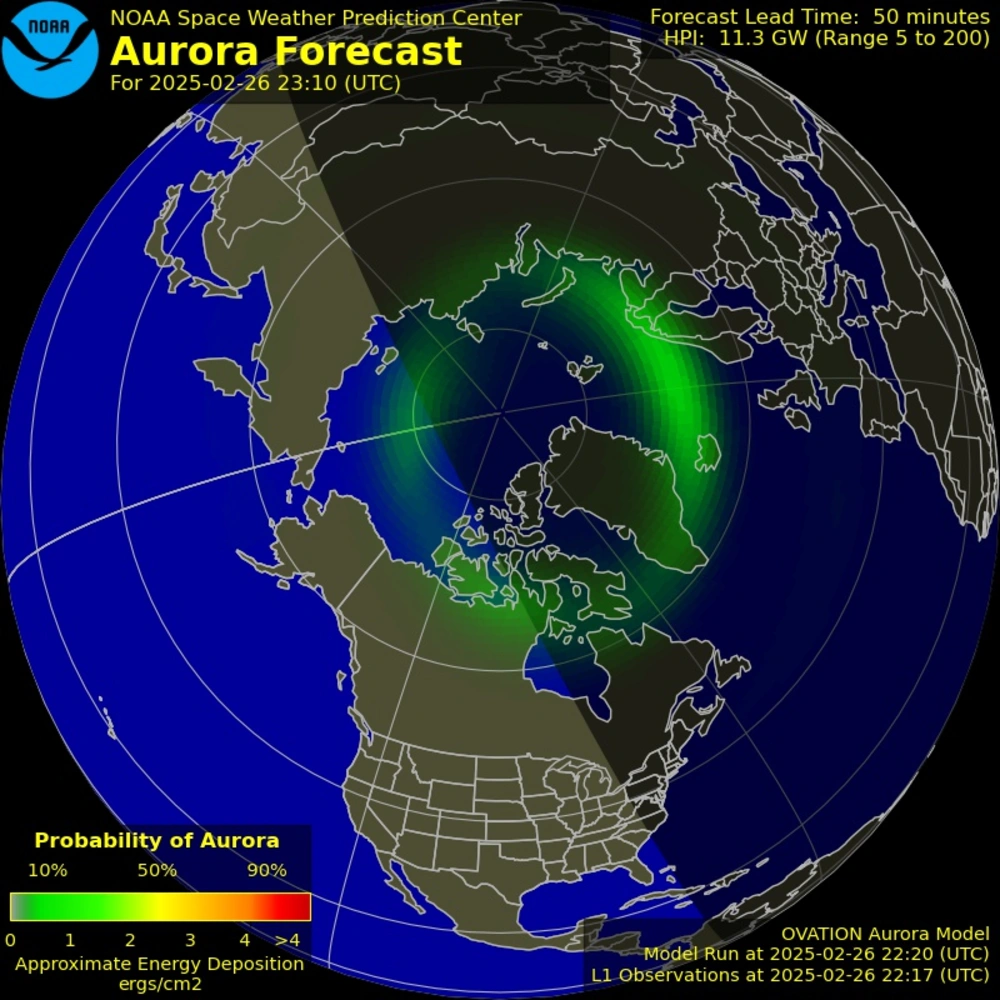 NOAA
NOAA Space Weather Prediction Center
Aurora Forecast
For 2025-02-26 23:10 (UTC)
Forecast Lead Time: 50 minutes
HPI: 11.3 GW (Range 5 to 200)
Probability of Aurora
10% 50% 90%
0 1 2 3 4 >4
Approximate Energy Deposition
ergs/cm2
OVATION Aurora Model
Model Run at 2025-02-26 22:20 (UTC)
L1 Observations at 2025-02-26 22:17 (UTC)